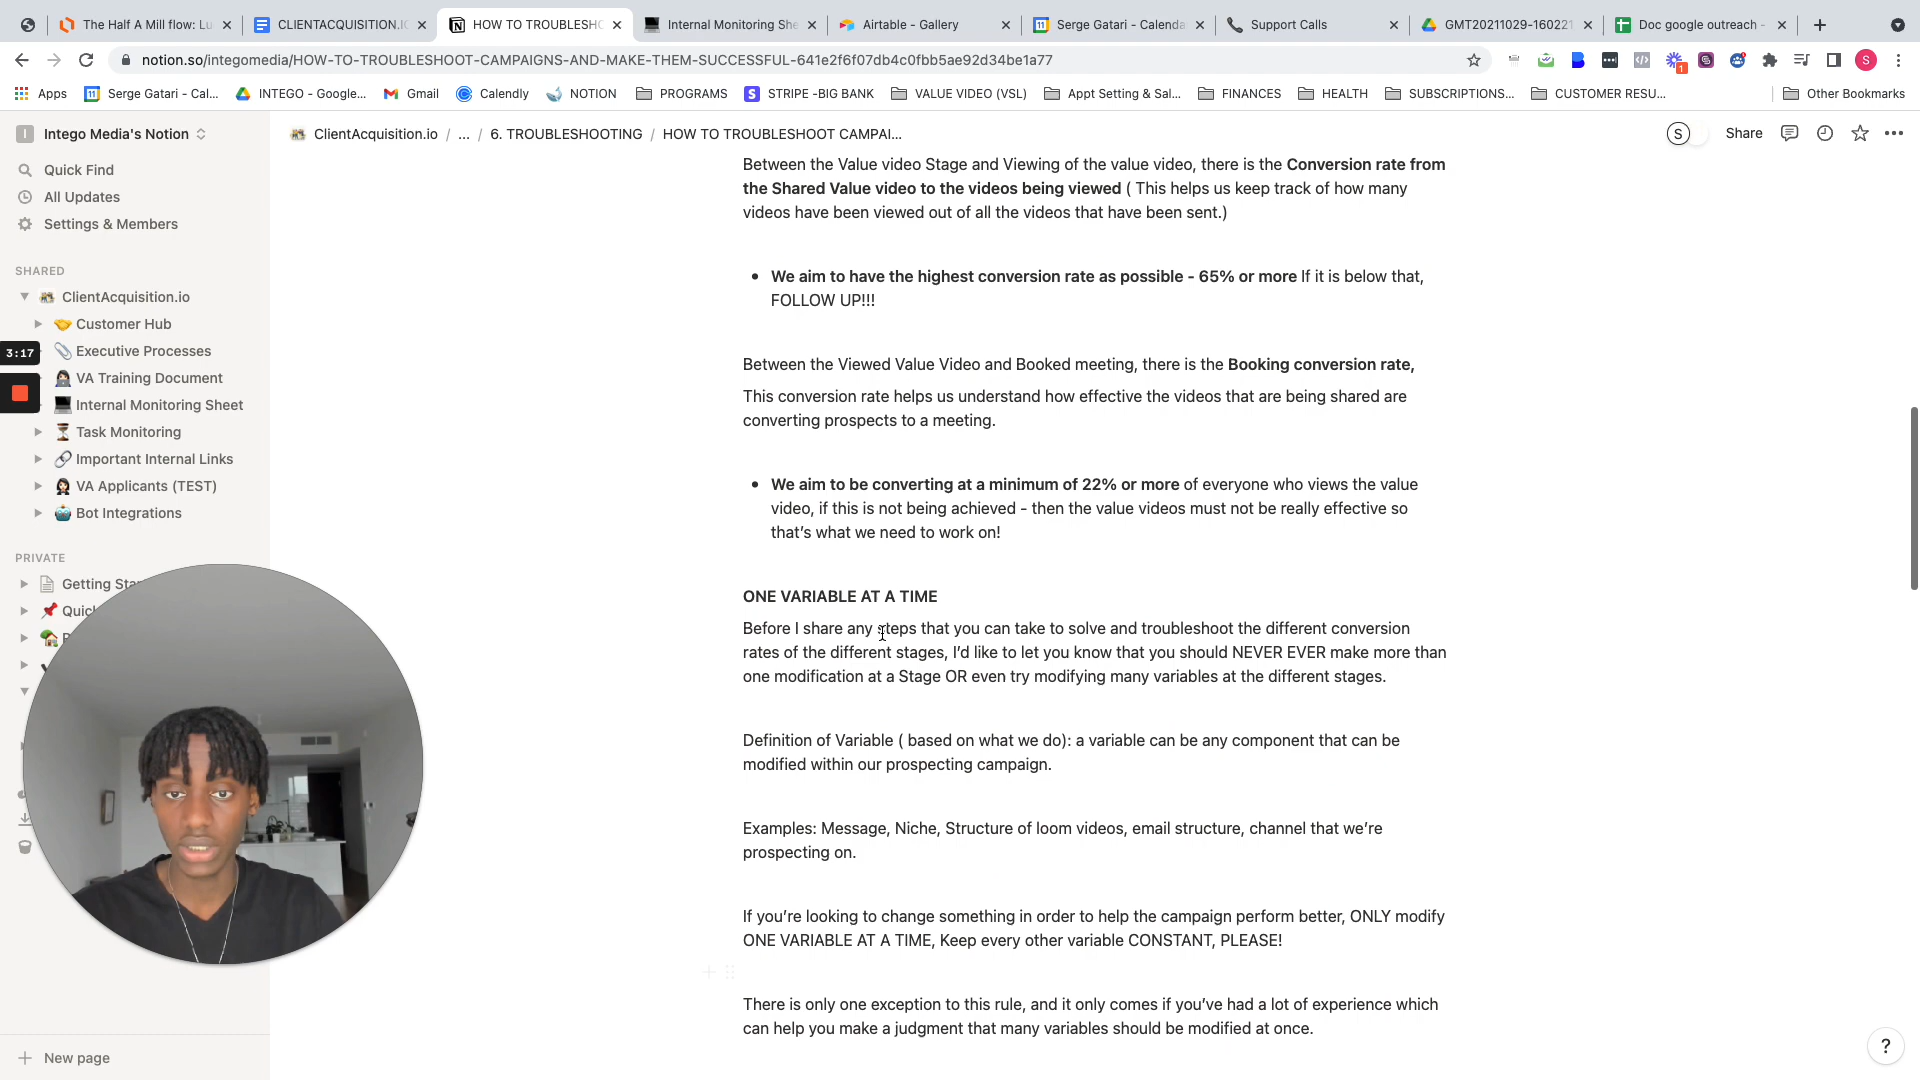 The Half A Mill flow: Lu
CLIENTACQUISITION.IO
HOW TO TROUBLESHO
Internal Monitoring She
Airtable - Gallery
Serge Gatari - Calenda
Support Calls
GMT20211029-160221
Doc google outreach -
notion.so/integomedia/HOW-TO-TROUBLESHOOT-CAMPAIGNS-AND-MAKE-THEM-SUCCESSFUL-641e2f6f07db4c0fbb5ae92d34be1a77
1
S
Apps
Serge Gatari - Cal...
INTEGO - Google...
Gmail
Calendly
NOTION
PROGRAMS
STRIPE -BIG BANK
VALUE VIDEO (VSL)
Appt Setting & Sal...
FINANCES
HEALTH
SUBSCRIPTIONS...
CUSTOMER RESU...
Other Bookmarks
I Intego Media's Notion
ClientAcquisition.io / ... / 6. TROUBLESHOOTING / HOW TO TROUBLESHOOT CAMPAI...
S Share
Quick Find
All Updates
Settings & Members
SHARED
ClientAcquisition.io
Customer Hub
Executive Processes
VA Training Document
Internal Monitoring Sheet
Task Monitoring
Important Internal Links
VA Applicants (TEST)
Bot Integrations
3:17
PRIVATE
Getting Sta
Quic
New page
Between the Value video Stage and Viewing of the value video, there is the Conversion rate from
the Shared Value video to the videos being viewed ( This helps us keep track of how many
videos have been viewed out of all the videos that have been sent.)
• We aim to have the highest conversion rate as possible - 65% or more If it is below that,
FOLLOW UP!!!
Between the Viewed Value Video and Booked meeting, there is the Booking conversion rate,
This conversion rate helps us understand how effective the videos that are being shared are
converting prospects to a meeting.
• We aim to be converting at a minimum of 22% or more of everyone who views the value
video, if this is not being achieved - then the value videos must not be really effective so
that's what we need to work on!
ONE VARIABLE AT A TIME
Before I share any steps that you can take to solve and troubleshoot the different conversion
rates of the different stages, I'd like to let you know that you should NEVER EVER make more than
one modification at a Stage OR even try modifying many variables at the different stages.
Definition of Variable ( based on what we do): a variable can be any component that can be
modified within our prospecting campaign.
Examples: Message, Niche, Structure of loom videos, email structure, channel that we're
prospecting on.
If you're looking to change something in order to help the campaign perform better, ONLY modify
ONE VARIABLE AT A TIME, Keep every other variable CONSTANT, PLEASE!
There is only one exception to this rule, and it only comes if you've had a lot of experience which
can help you make a judgment that many variables should be modified at once.
?